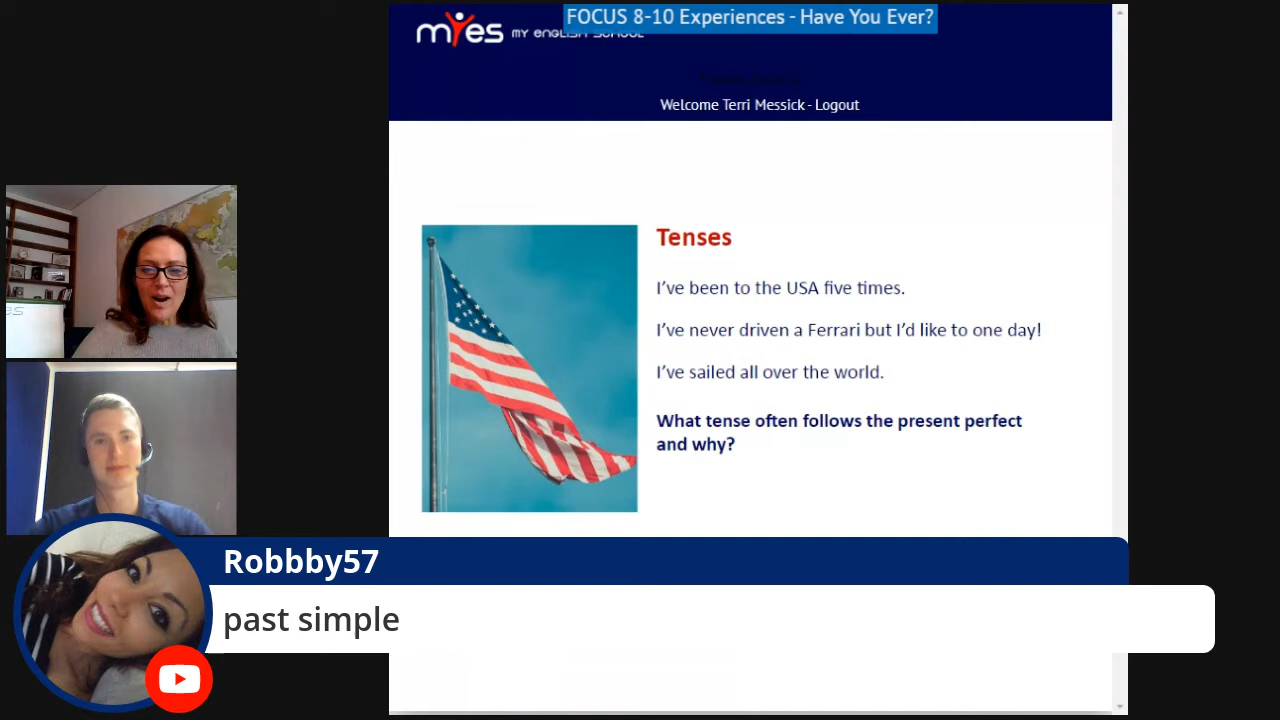 FOCUS 8-10 Experiences - Have You Ever?
myes MY ENGLISH SCHOOL
Welcome Terri Messick - Logout
Tenses
I've been to the USA five times.
I've never driven a Ferrari but I'd like to one day!
I've sailed all over the world.
What tense often follows the present perfect
and why?
Robbby57
past simple